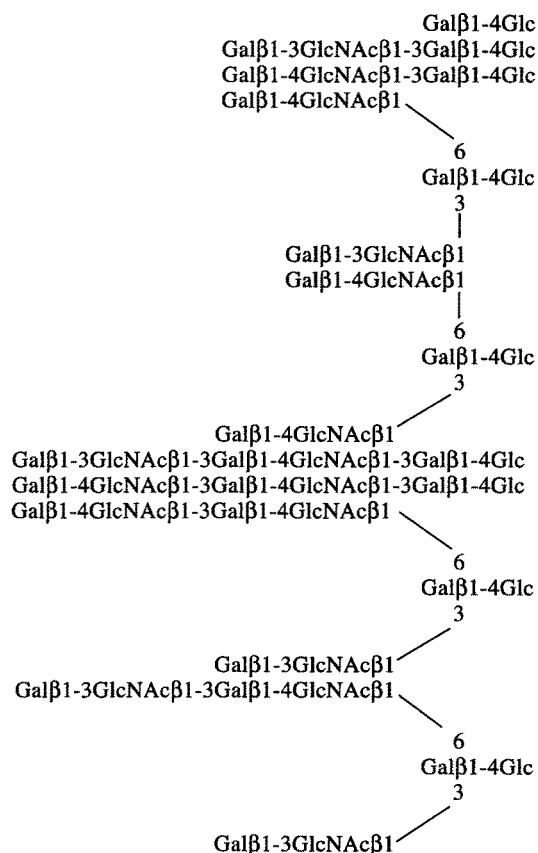 Galβ1-4Glc
Galβ1-3GlcNAcβ1-3Galβ1-4Glc
Galβ1-4GlcNAcβ1-3Galβ1-4Glc
Galβ1-4GlcNAcβ1
6
Galβ1-4Glc
3
Galβ1-3GlcNAcβ1
Galβ1-4GlcNAcβ1
6
Galβ1-4Glc
3
Galβ1-4GlcNAcβ1
Galβ1-3GlcNAcβ1-3Galβ1-4GlcNAcβ1-3Galβ1-4Glc
Galβ1-4GlcNAcβ1-3Galβ1-4GlcNAcβ1-3Galβ1-4Glc
Galβ1-4GlcNAcβ1-3Galβ1-4GlcNAcβ1
6
Galβ1-4Glc
3
Galβ1-3GlcNAcβ1
Galβ1-3GlcNAcβ1-3Galβ1-4GlcNAcβ1
6
Galβ1-4Glc
3
Galβ1-3GlcNAcβ1